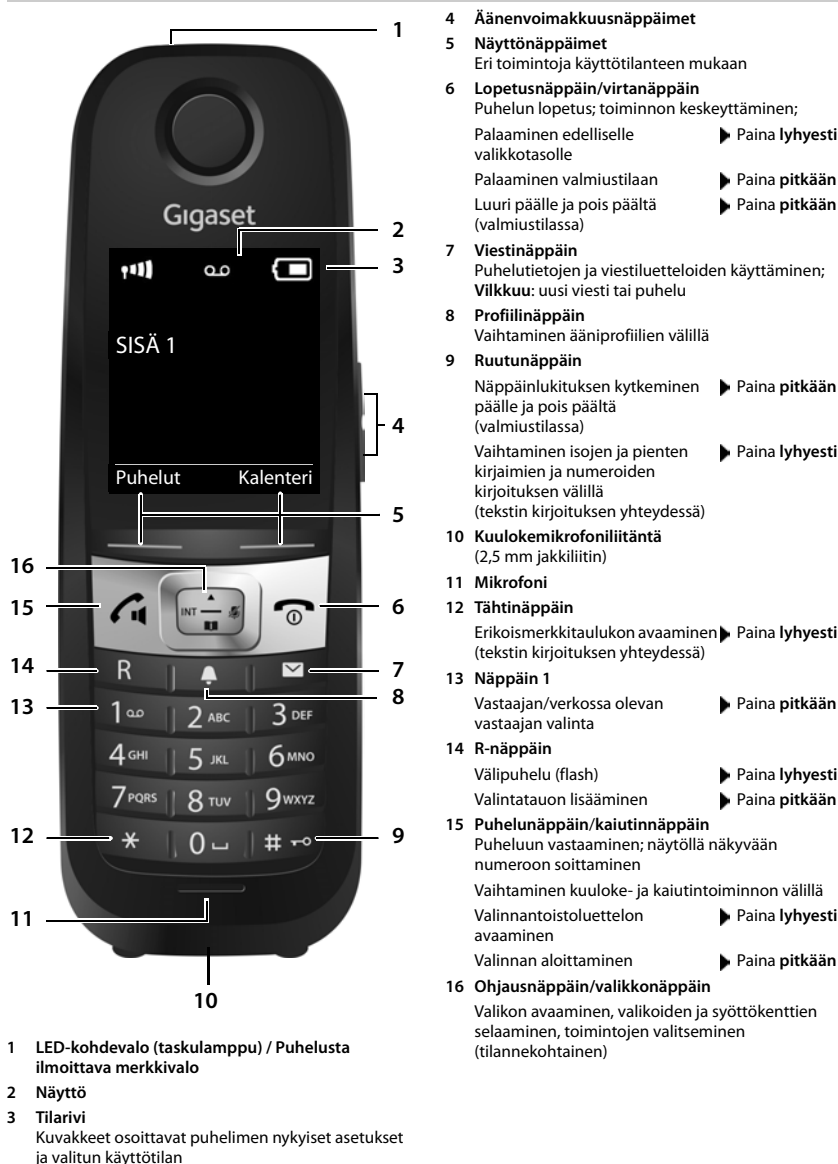 1
Gigaset
2
3
SISÄ 1
4
Puhelut Kalenteri
5
16
15
INT
6
14
R
7
8
13
1
2 ABC
3 DEF
4 GHI
5 JKL
6 MNO
7 PQRS
8 TUV
9 WXYZ
12
*
0
#
9
11
10
1 LED-kohdevalo (taskulamppu) / Puhelusta
ilmoittava merkkivalo
2 Näyttö
3 Tilarivi
Kuvakkeet osoittavat puhelimen nykyiset asetukset
ja valitun käyttötilan
4 Äänenvoimakkuusnäppäimet
5 Näyttönäppäimet
Eri toimintoja käyttötilanteen mukaan
6 Lopetusnäppäin/virtanäppäin
Puhelun lopetus; toiminnon keskeyttäminen;
Palaaminen edelliselle ▶ Paina lyhyesti
valikkotasolle
Palaaminen valmiustilaan ▶ Paina pitkään
Luuri päälle ja pois päältä ▶ Paina pitkään
(valmiustilassa)
7 Viestinäppäin
Puhelutietojen ja viestiluetteloiden käyttäminen;
Vilkkuu: uusi viesti tai puhelu
8 Profiilinäppäin
Vaihtaminen ääniprofiilien välillä
9 Ruutunäppäin
Näppäinlukituksen kytkeminen ▶ Paina pitkään
päälle ja pois päältä
(valmiustilassa)
Vaihtaminen isojen ja pienten ▶ Paina lyhyesti
kirjaimien ja numeroiden
kirjoituksen välillä
(tekstin kirjoituksen yhteydessä)
10 Kuulokemikrofoniliitäntä
(2,5 mm jakkiliitin)
11 Mikrofoni
12 Tähtinäppäin
Erikoismerkkitaulukon avaaminen ▶ Paina lyhyesti
(tekstin kirjoituksen yhteydessä)
13 Näppäin 1
Vastaajan/verkossa olevan ▶ Paina pitkään
vastaajan valinta
14 R-näppäin
Välipuhelu (flash) ▶ Paina lyhyesti
Valintatauon lisääminen ▶ Paina pitkään
15 Puhelunäppäin/kaiutinnäppäin
Puheluun vastaaminen; näytöllä näkyvään
numeroon soittaminen
Vaihtaminen kuuloke- ja kaiutintoiminnon välillä
Valinnantoistoluettelon ▶ Paina lyhyesti
avaaminen
Valinnan aloittaminen ▶ Paina pitkään
16 Ohjausnäppäin/valikkonäppäin
Valikon avaaminen, valikoiden ja syöttökenttien
selaaminen, toimintojen valitseminen
(tilannekohtainen)